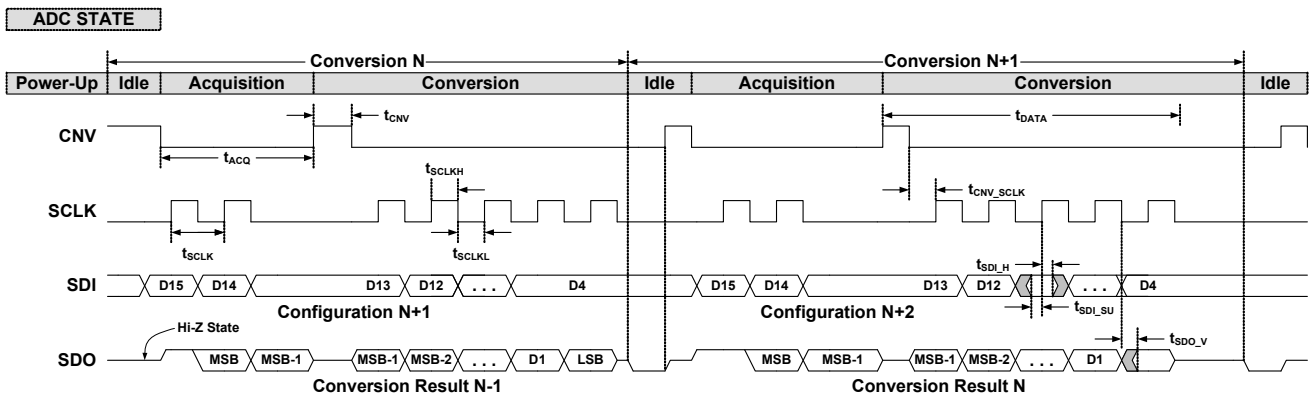 ADC STATE
Conversion N Conversion N+1
Power-Up Idle Acquisition Conversion Idle Acquisition Conversion Idle
CNV tCNV tDATA
tACQ
tSCLKH
SCLK tCNV_SCLK
tSCLK tSCLKL
tSDI_H
SDI D15 D14 D13 D12 . . . D4 D15 D14 D13 D12 . . . D4
Configuration N+1 Configuration N+2 tSDI_SU
Hi-Z State
tSDO_V
SDO MSB MSB-1 MSB-1 MSB-2 . . . D1 LSB MSB MSB-1 MSB-1 MSB-2 . . . D1
Conversion Result N-1 Conversion Result N